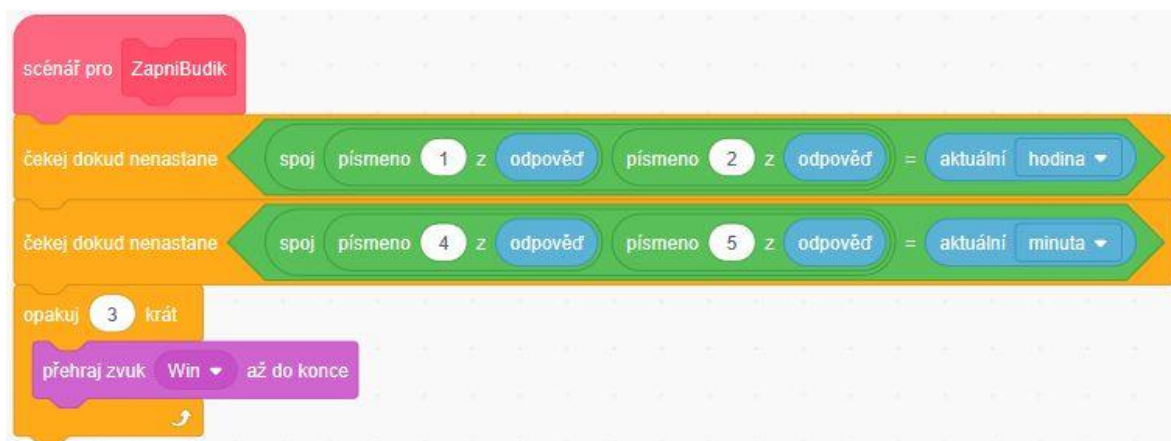 scénář pro ZapniBudik
čekej dokud nenastane spoj písmeno 1 z odpověď písmeno 2 z odpověď = aktuální hodina
čekej dokud nenastane spoj písmeno 4 z odpověď písmeno 5 z odpověď = aktuální minuta
opakuj 3 krát
přehraj zvuk Win až do konce